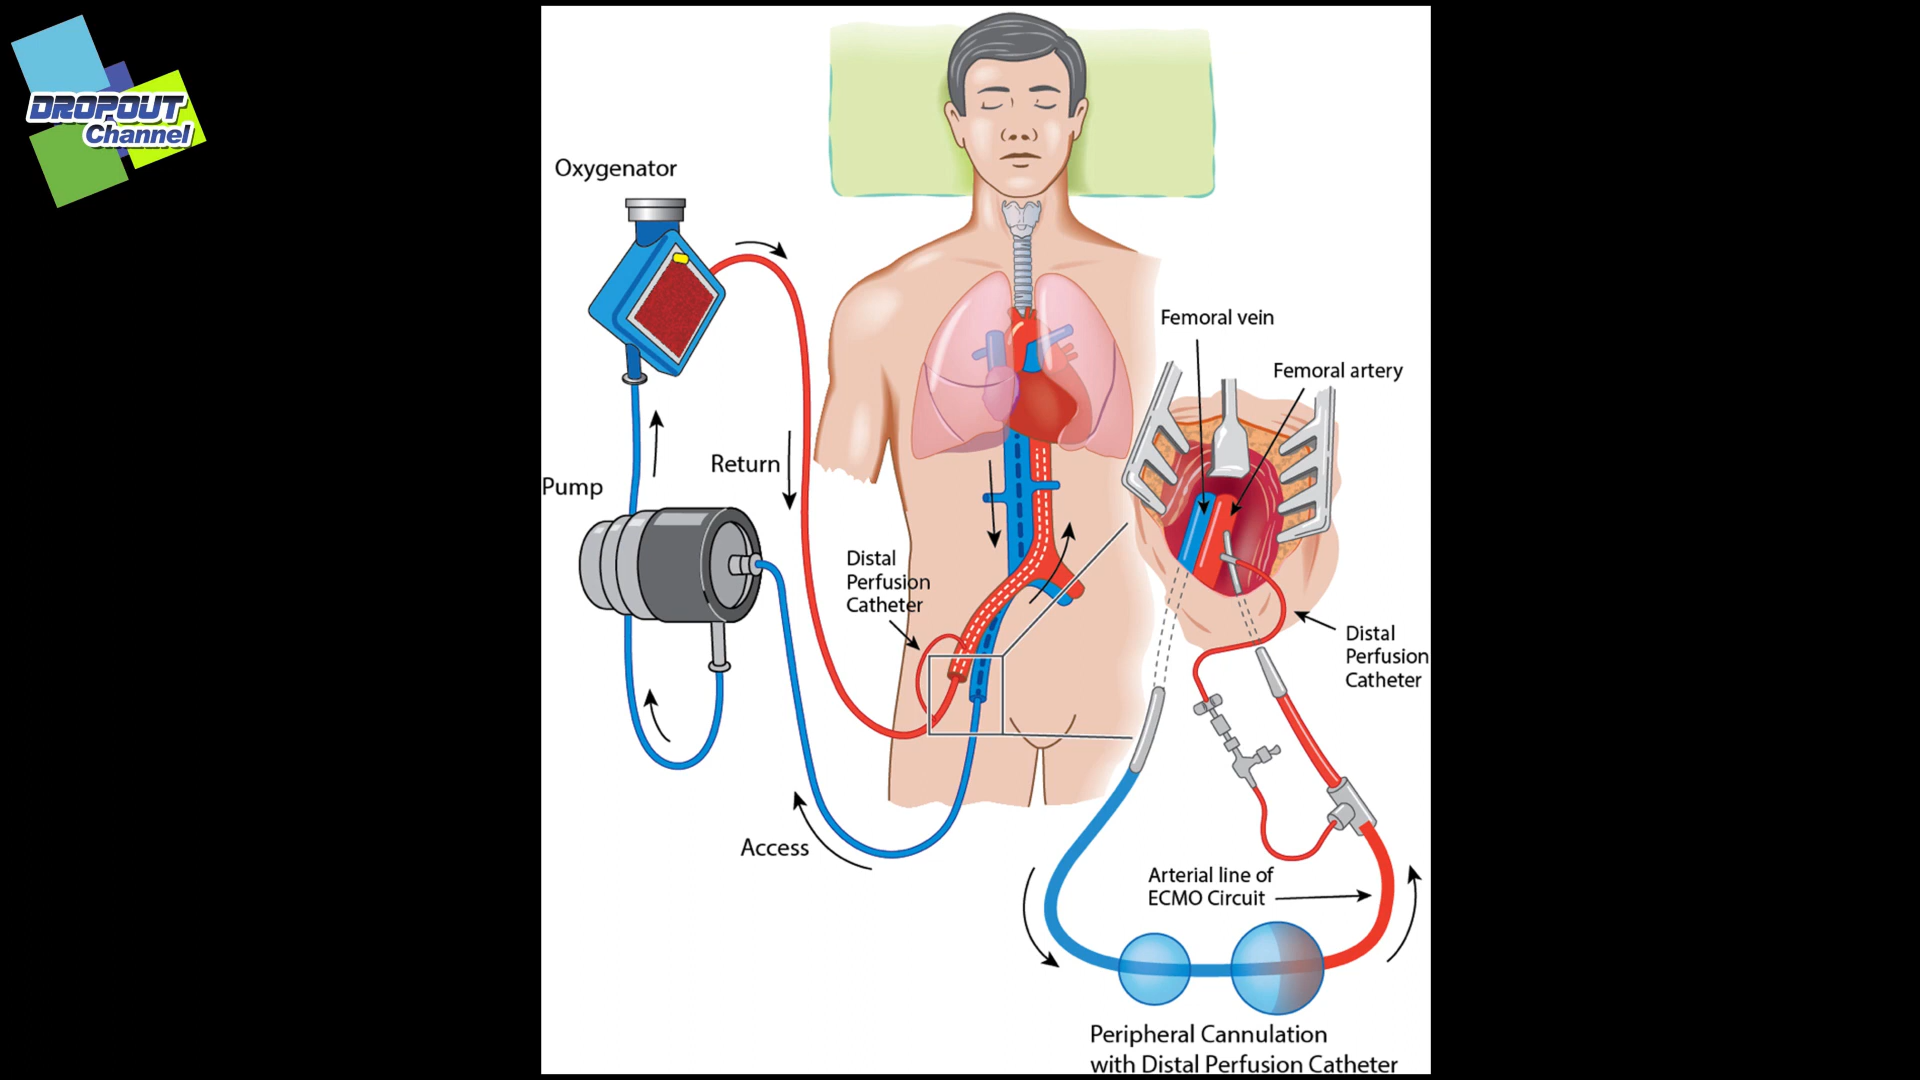 DROPOUT
Channel
Oxygenator
Femoral vein
Femoral artery
Return
Pump
Distal
Perfusion
Catheter
Distal
Perfusion
Catheter
Access
Arterial line of
ECMO Circuit
Peripheral Cannulation
with Distal Perfusion Catheter